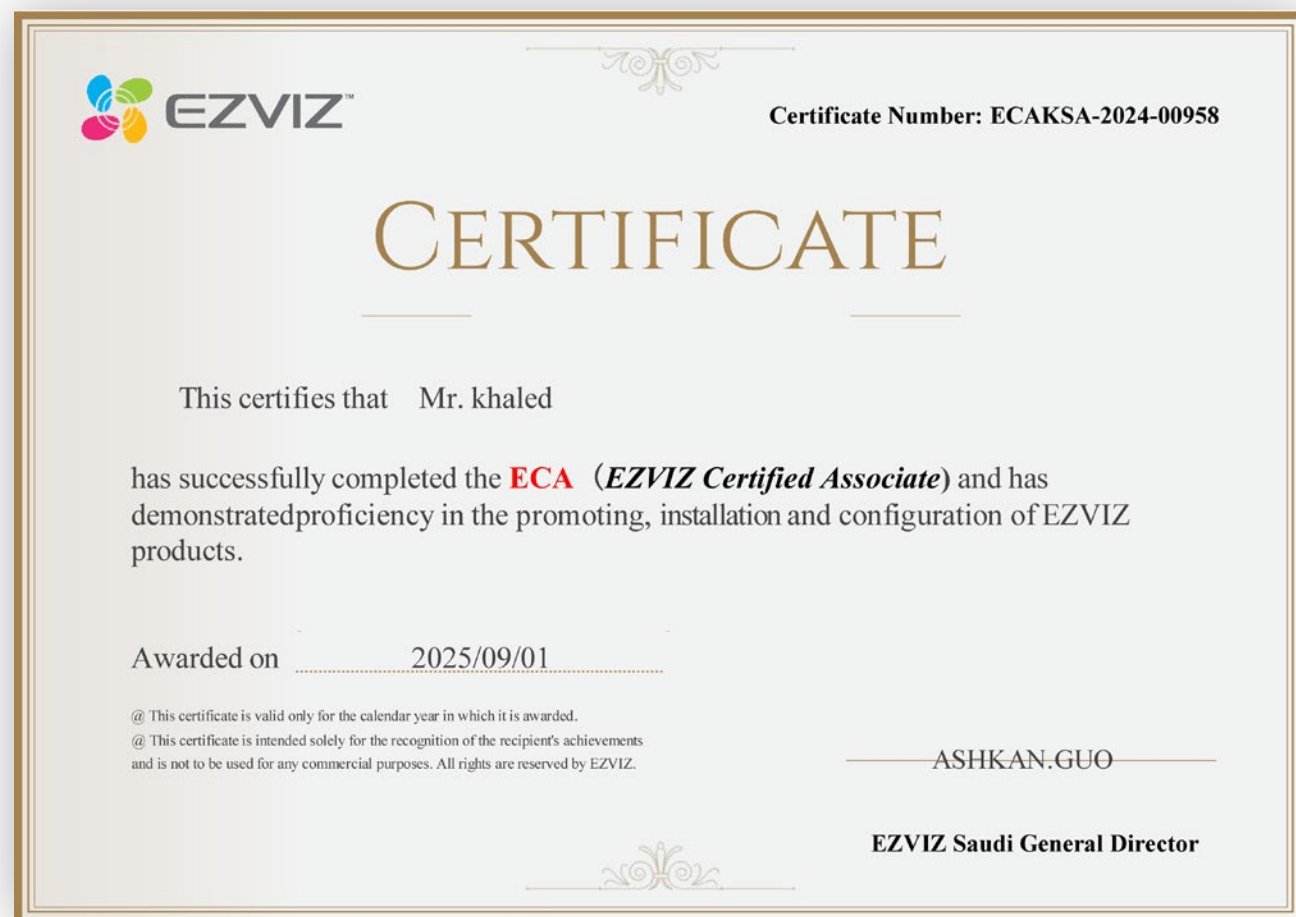 EZVIZ™
Certificate Number: ECAKSA-2024-00958
CERTIFICATE
This certifies that Mr. khaled
has successfully completed the ECA（EZVIZ Certified Associate) and has
demonstratedproficiency in the promoting, installation and configuration of EZVIZ
products.
Awarded on 2025/09/01
@ This certificate is valid only for the calendar year in which it is awarded.
@ This certificate is intended solely for the recognition of the recipient's achievements
and is not to be used for any commercial purposes. All rights are reserved by EZVIZ.
ASHKAN.GUO
EZVIZ Saudi General Director